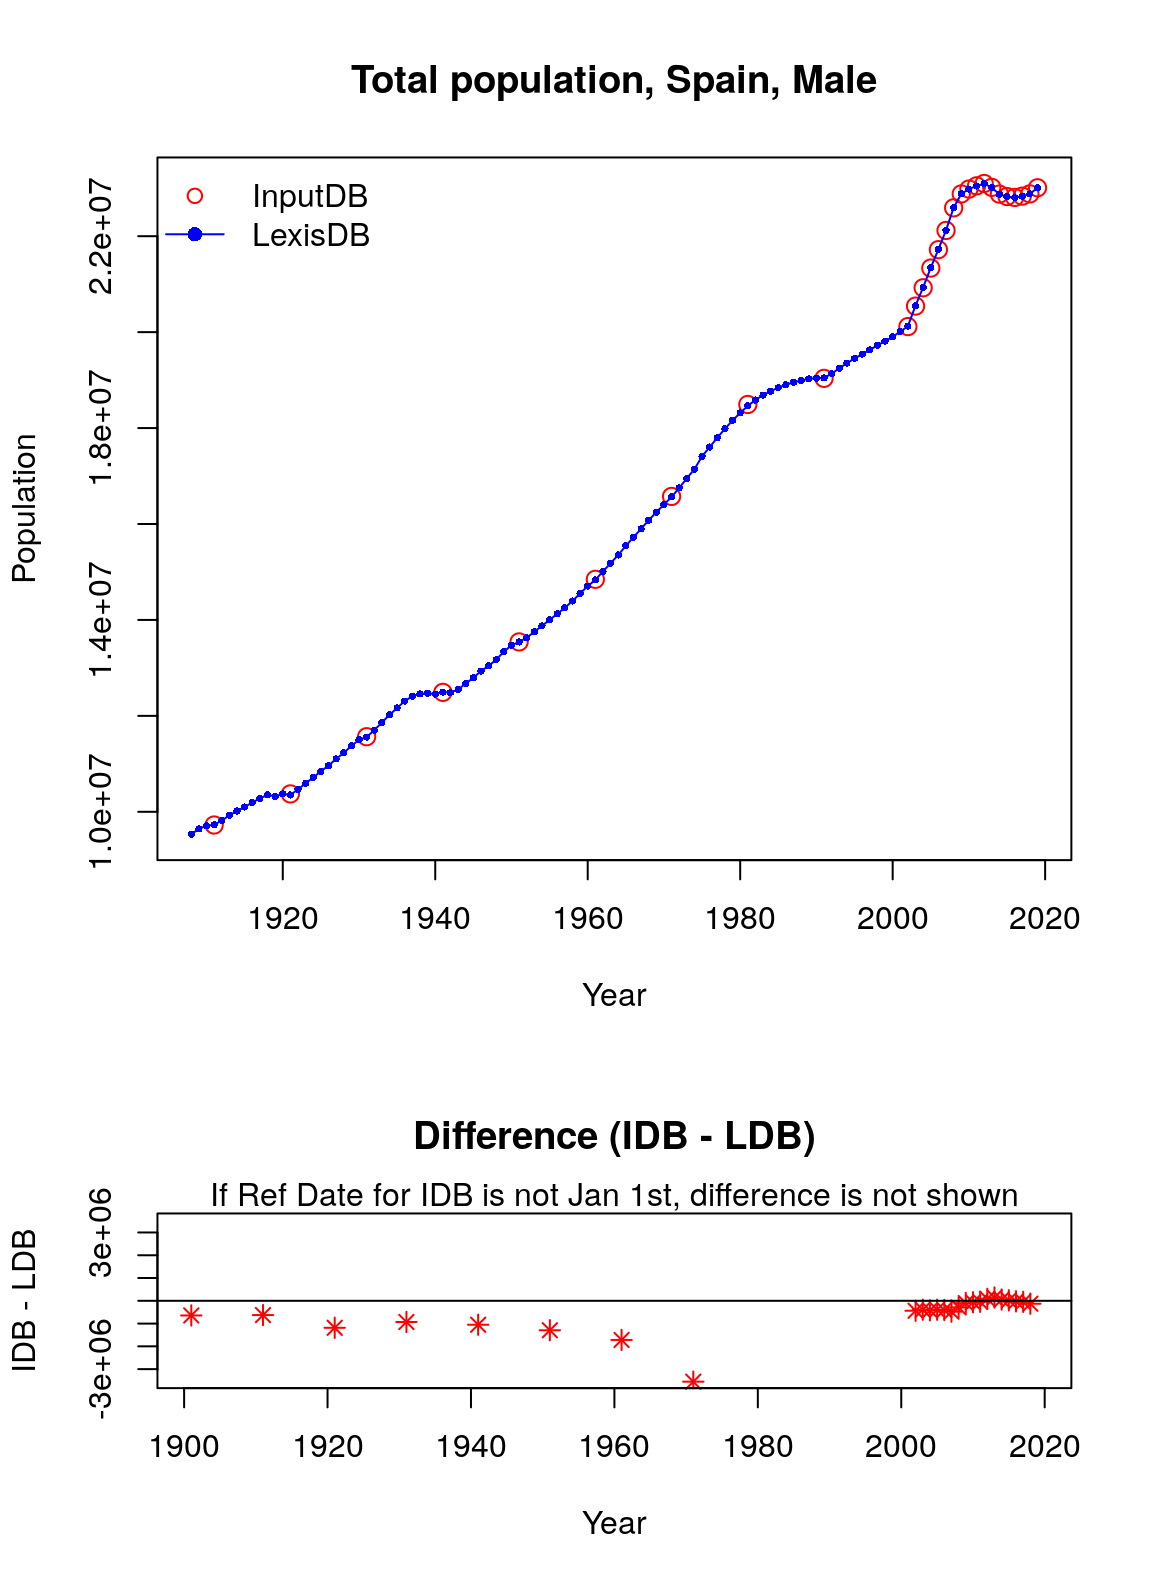 Total population, Spain, Male
InputDB
LexisDB
Population
1.0e+07
1.4e+07
1.8e+07
2.2e+07
1920 1940 1960 1980 2000 2020
Year
Difference (IDB - LDB)
If Ref Date for IDB is not Jan 1st, difference is not shown
IDB - LDB
-3e+06
3e+06
1900 1920 1940 1960 1980 2000 2020
Year